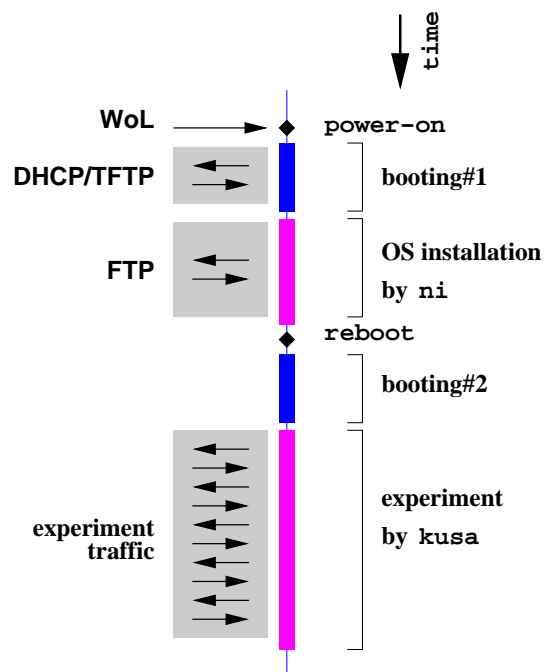 time
WoL
power-on
DHCP/TFTP
booting#1
FTP
OS installation
by ni
reboot
booting#2
experiment
traffic
experiment
by kusa